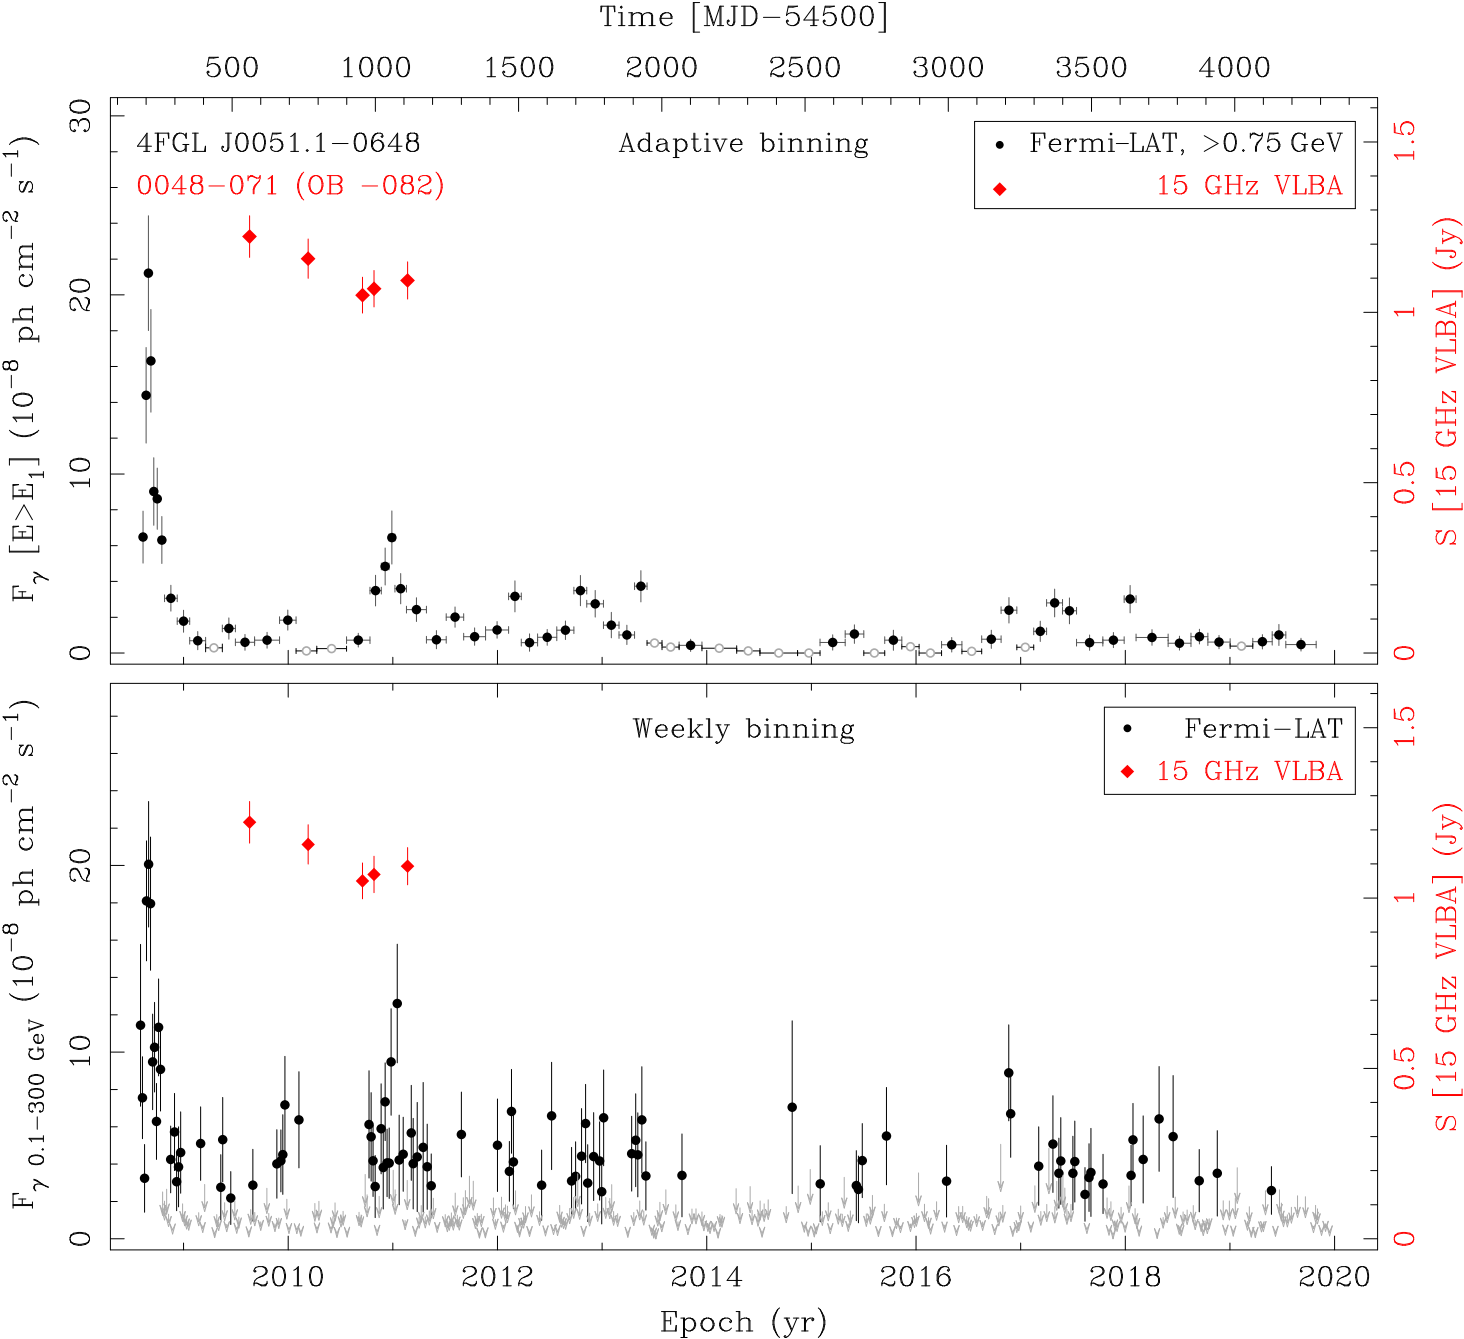 Time [MJD−54500]
500 1000 1500 2000 2500 3000 3500 4000
4FGL J0051.1−0648
0048−071 (OB −082)
Adaptive binning
Fermi−LAT, >0.75 GeV
15 GHz VLBA
F_γ [E>E_1] (10^−8 ph cm^−2 s^−1)
0 10 20 30
S [15 GHz VLBA] (Jy)
0 0.5 1 1.5
Weekly binning
Fermi−LAT
15 GHz VLBA
F_γ 0.1−300 GeV (10^−8 ph cm^−2 s^−1)
0 10 20
S [15 GHz VLBA] (Jy)
0 0.5 1 1.5
2010 2012 2014 2016 2018 2020
Epoch (yr)